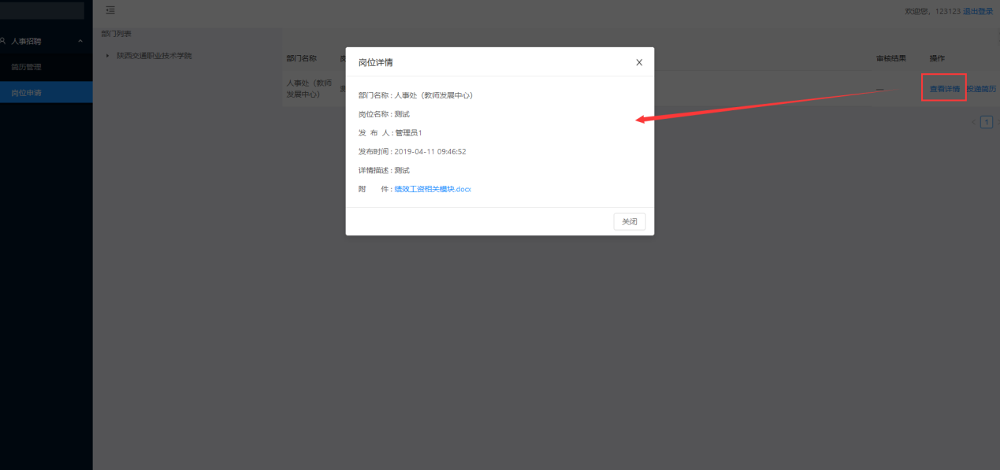 欢迎您，123123 退出登录
人事招聘
简历管理
岗位申请
部门列表
陕西交通职业技术学院
部门名称
审核结果
操作
人事处（教师
发展中心）
—
查看详情
投递简历
1
岗位详情
X
部门名称 : 人事处（教师发展中心）
岗位名称 : 测试
发 布 人 : 管理员1
发布时间 : 2019-04-11 09:46:52
详情描述 : 测试
附 件 : 绩效工资相关模块.docx
关闭